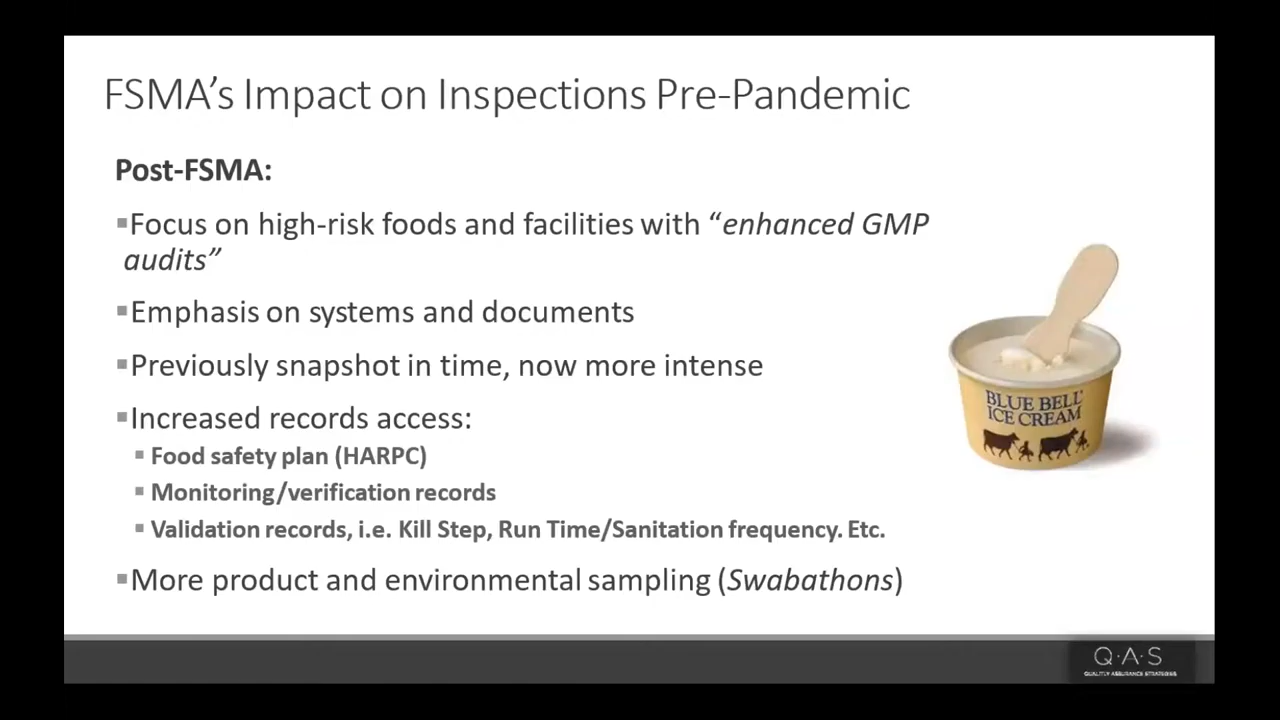 FSMA’s Impact on Inspections Pre-Pandemic
Post-FSMA:
▪Focus on high-risk foods and facilities with “enhanced GMP
audits”
▪Emphasis on systems and documents
▪Previously snapshot in time, now more intense
▪Increased records access:
▪ Food safety plan (HARPC)
▪ Monitoring/verification records
▪ Validation records, i.e. Kill Step, Run Time/Sanitation frequency. Etc.
▪More product and environmental sampling (Swabathons)
BLUE BELL
ICE CREAM
Q·A·S
QUALITLY ASSURANCE STRATEGIES